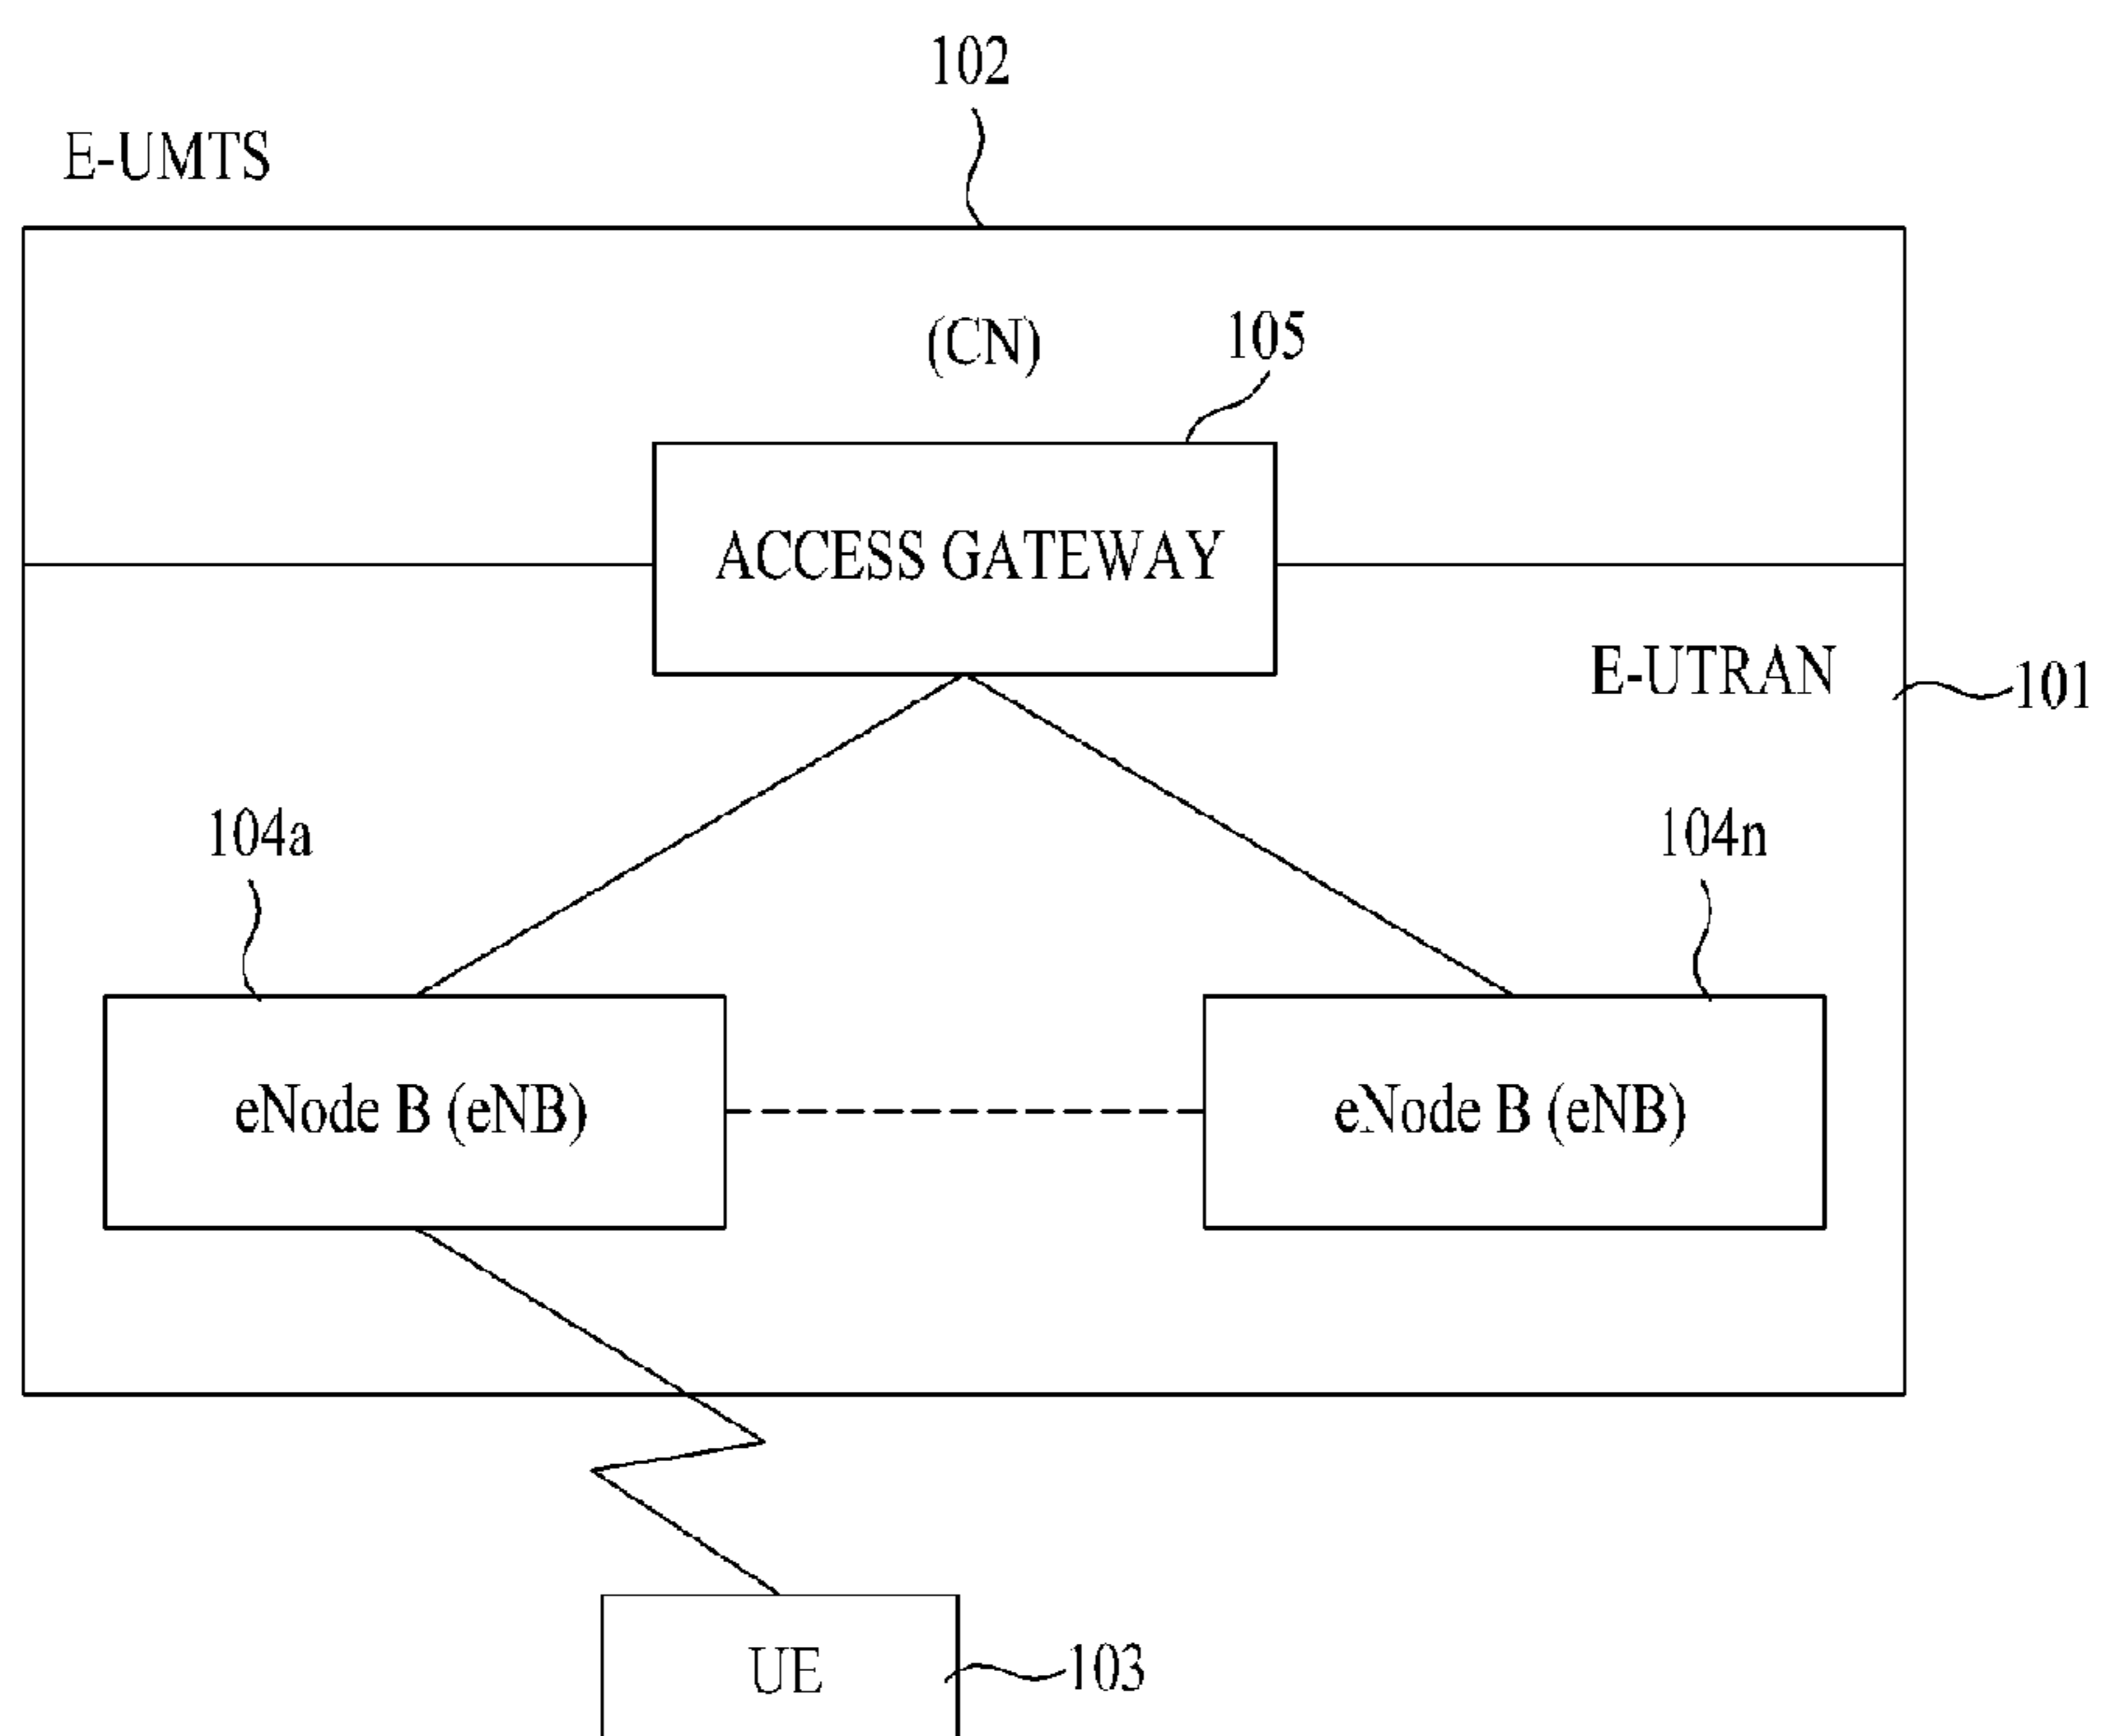 102
E-UMTS
(CN)
105
ACCESS GATEWAY
E-UTRAN
101
104a
104n
eNode B (eNB)
eNode B (eNB)
UE
103